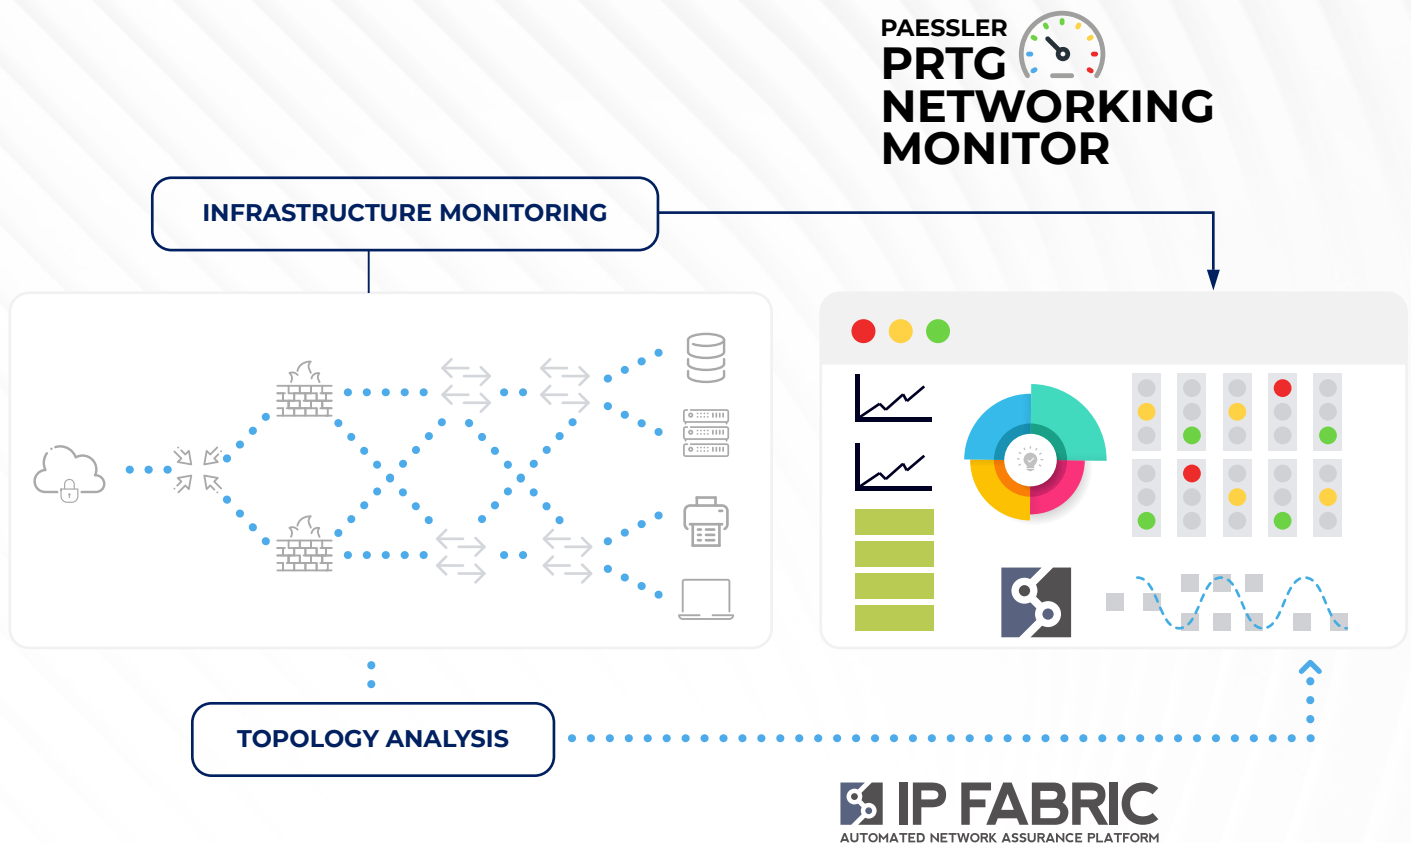 PAESSLER
PRTG
NETWORKING
MONITOR
INFRASTRUCTURE MONITORING
TOPOLOGY ANALYSIS
IP FABRIC
AUTOMATED NETWORK ASSURANCE PLATFORM